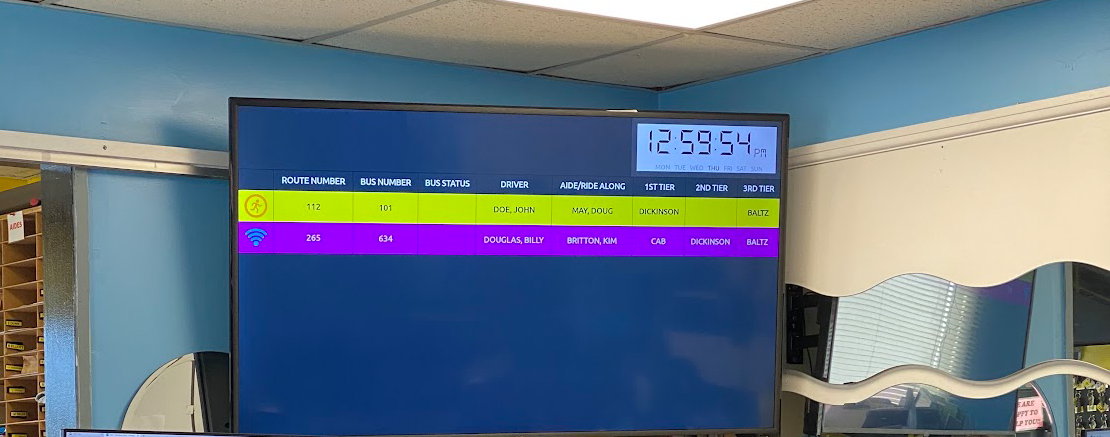 12:59:54 PM
MON TUE WED THU FRI SAT SUN
ROUTE NUMBER BUS NUMBER BUS STATUS DRIVER AIDE/RIDE ALONG 1ST TIER 2ND TIER 3RD TIER
112 101 DOE, JOHN MAY, DOUG DICKINSON BALTZ
265 634 DOUGLAS, BILLY BRITTON, KIM CAB DICKINSON BALTZ
AIDES